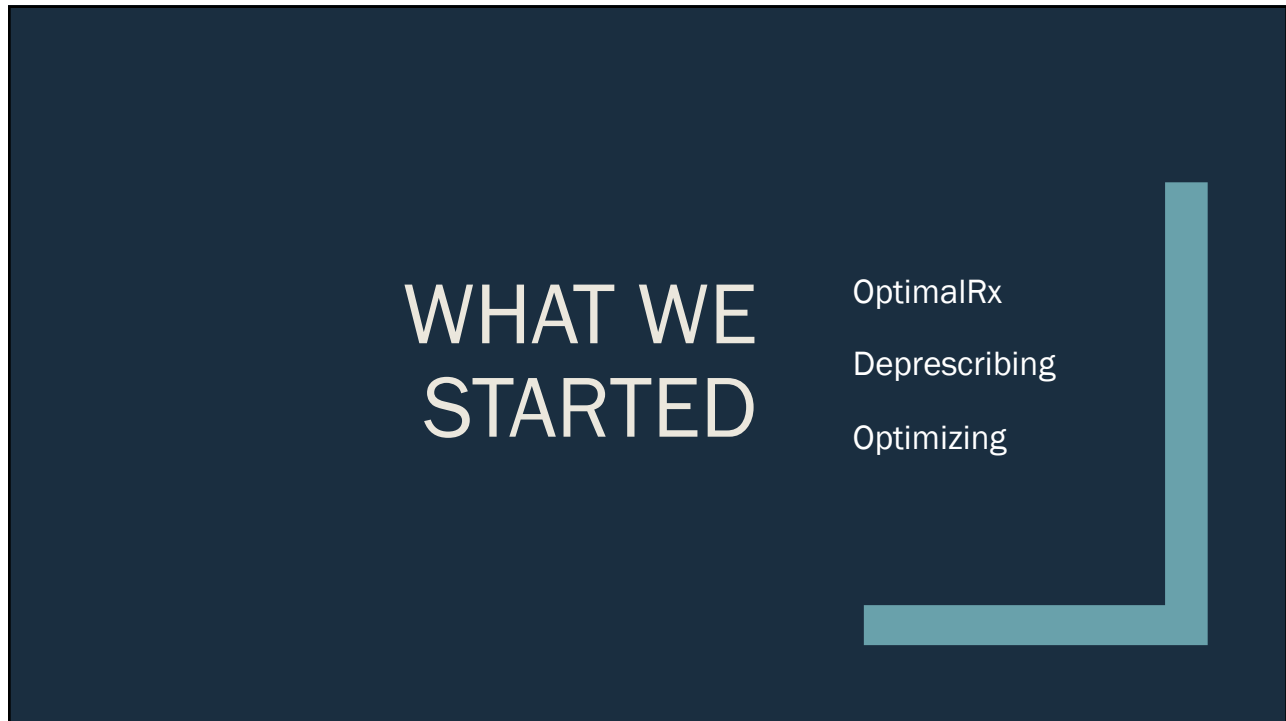 WHAT WE
STARTED
OptimalRx
Deprescribing
Optimizing